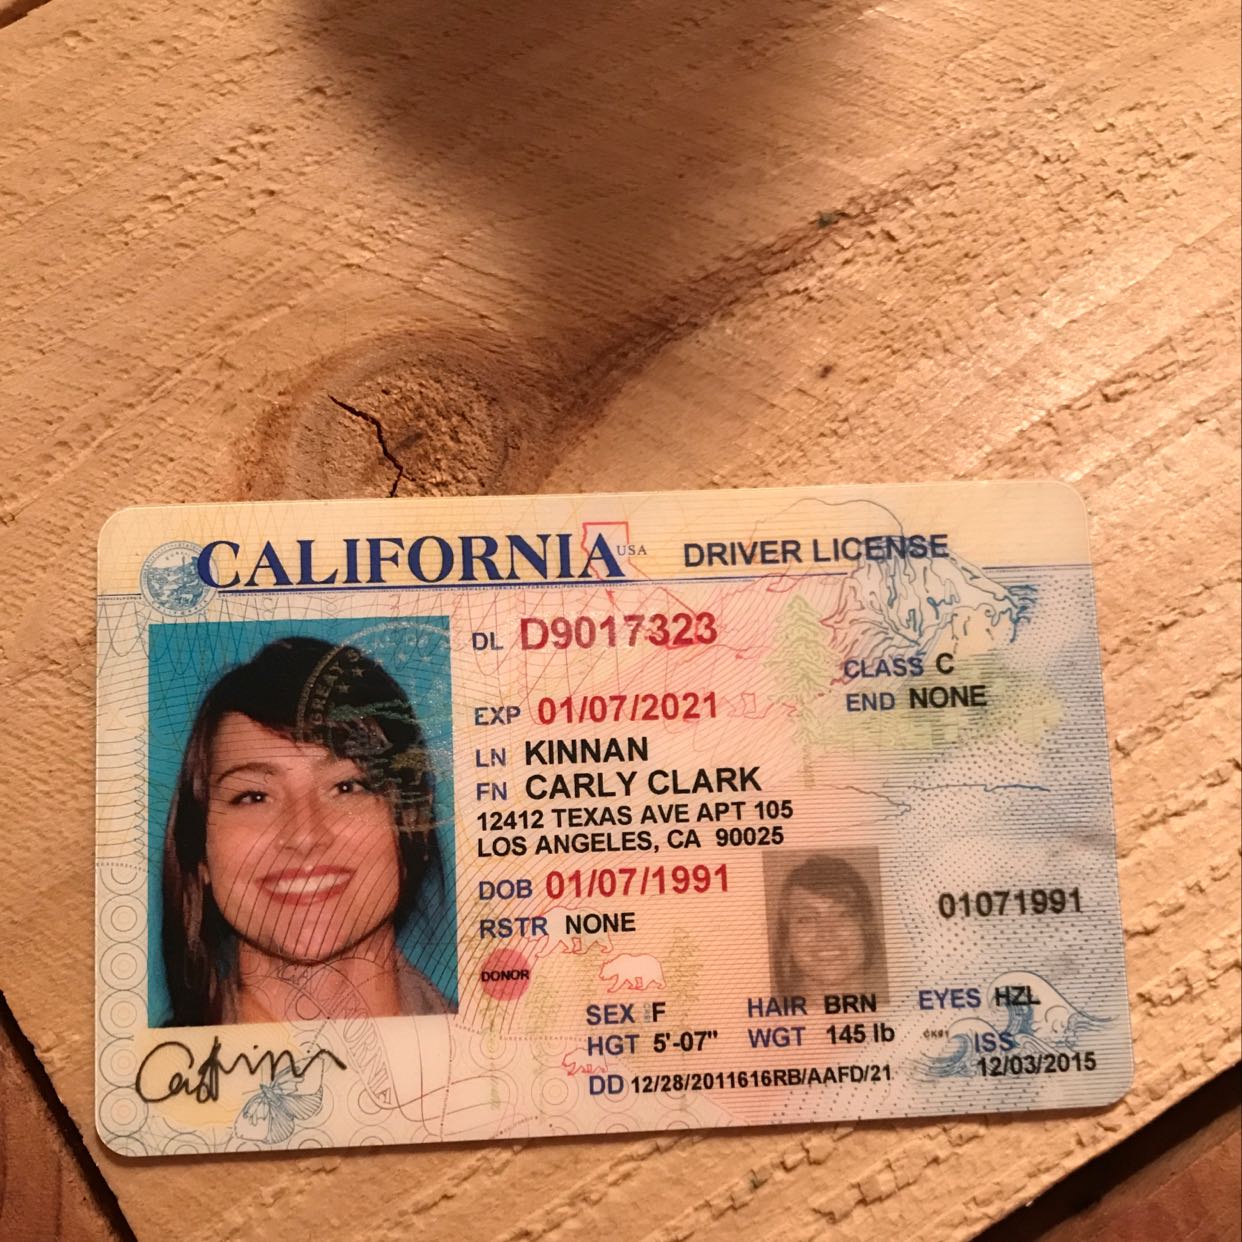 CALIFORNIA USA DRIVER LICENSE
DL D9017323
CLASS C
EXP 01/07/2021
END NONE
LN KINNAN
FN CARLY CLARK
12412 TEXAS AVE APT 105
LOS ANGELES, CA 90025
DOB 01/07/1991
01071991
RSTR NONE
DONOR
SEX F HAIR BRN EYES HZL
HGT 5'-07" WGT 145 lb ISS
DD 12/28/2011616RB/AAFD/21 12/03/2015